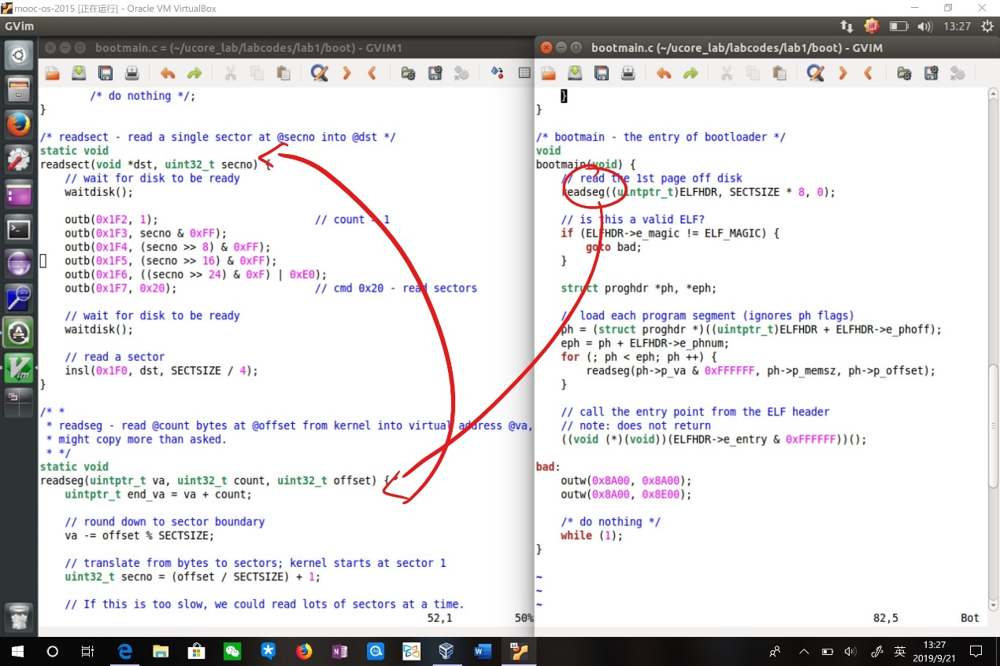 mooc-os-2015 [正在运行] - Oracle VM VirtualBox
GVim
13:27
bootmain.c = (~/ucore_lab/labcodes/lab1/boot) - GVIM1
/* do nothing */;
}
/* readsect - read a single sector at @secno into @dst */
static void
readsect(void *dst, uint32_t secno) {
// wait for disk to be ready
waitdisk();
outb(0x1F2, 1); // count = 1
outb(0x1F3, secno & 0xFF);
outb(0x1F4, (secno >> 8) & 0xFF);
outb(0x1F5, (secno >> 16) & 0xFF);
outb(0x1F6, ((secno >> 24) & 0xF) | 0xE0);
outb(0x1F7, 0x20); // cmd 0x20 - read sectors
// wait for disk to be ready
waitdisk();
// read a sector
insl(0x1F0, dst, SECTSIZE / 4);
}
/* *
* readseg - read @count bytes at @offset from kernel into virtual address @va,
* might copy more than asked.
* */
static void
readseg(uintptr_t va, uint32_t count, uint32_t offset) {
uintptr_t end_va = va + count;
// round down to sector boundary
va -= offset % SECTSIZE;
// translate from bytes to sectors; kernel starts at sector 1
uint32_t secno = (offset / SECTSIZE) + 1;
// If this is too slow, we could read lots of sectors at a time.
52,1 50%
bootmain.c (~/ucore_lab/labcodes/lab1/boot) - GVIM
}
}
/* bootmain - the entry of bootloader */
void
bootmain(void) {
// read the 1st page off disk
readseg((uintptr_t)ELFHDR, SECTSIZE * 8, 0);
// is this a valid ELF?
if (ELFHDR->e_magic != ELF_MAGIC) {
goto bad;
}
struct proghdr *ph, *eph;
// load each program segment (ignores ph flags)
ph = (struct proghdr *)((uintptr_t)ELFHDR + ELFHDR->e_phoff);
eph = ph + ELFHDR->e_phnum;
for (; ph < eph; ph ++) {
readseg(ph->p_va & 0xFFFFFF, ph->p_memsz, ph->p_offset);
}
// call the entry point from the ELF header
// note: does not return
((void (*)(void))(ELFHDR->e_entry & 0xFFFFFF))();
bad:
outw(0x8A00, 0x8A00);
outw(0x8A00, 0x8E00);
/* do nothing */
while (1);
}
~
~
~
82,5 Bot
英
13:27
2019/9/21